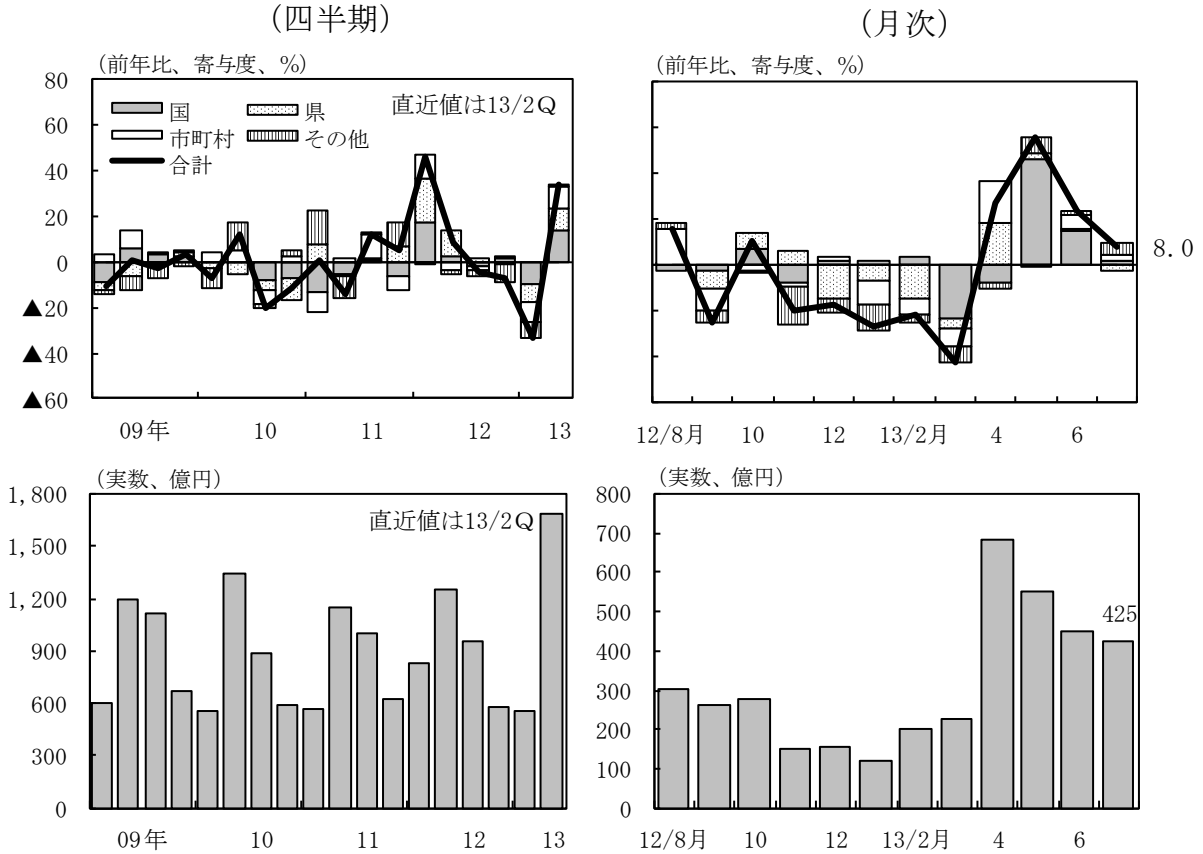 (四半期)
(前年比、寄与度、%)
80
60
40
20
0
▲20
▲40
▲60
国
県
市町村
その他
合計
直近値は13/2Q
09年
10
11
12
13
(月次)
(前年比、寄与度、%)
8.0
12/8月
10
12
13/2月
4
6
(実数、億円)
1,800
1,500
1,200
900
600
300
0
直近値は13/2Q
09年
10
11
12
13
(実数、億円)
800
700
600
500
400
300
200
100
0
425
12/8月
10
12
13/2月
4
6